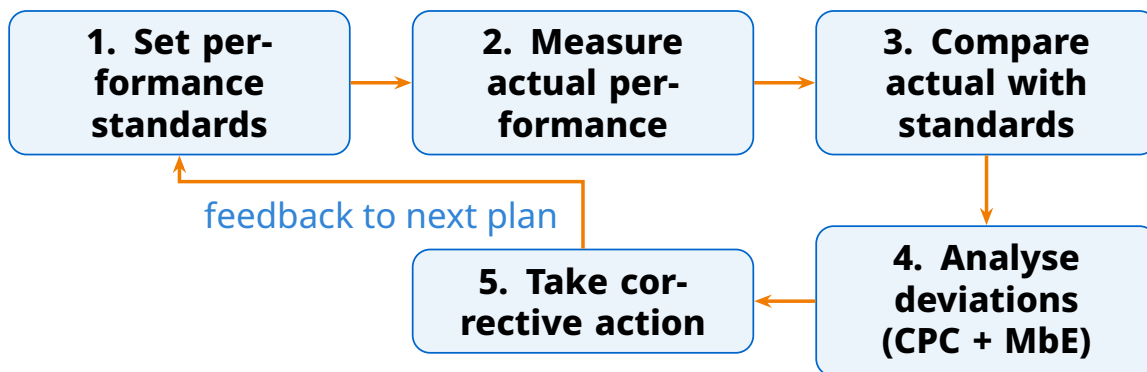 1. Set per-
formance
standards
2. Measure
actual per-
formance
3. Compare
actual with
standards
feedback to next plan
4. Analyse
deviations
(CPC + MbE)
5. Take cor-
rective action